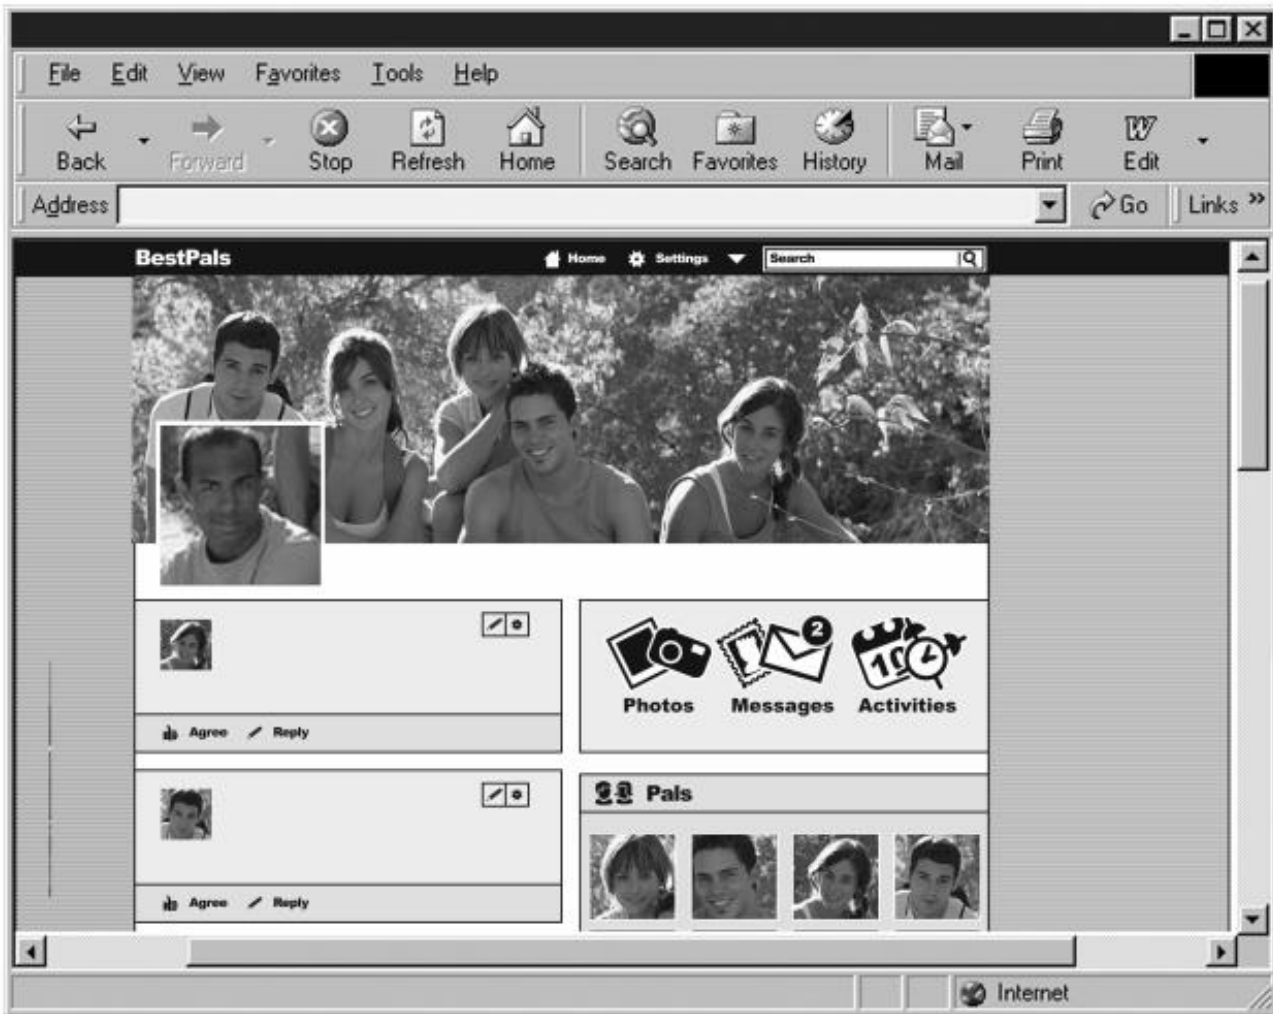 File Edit View Favorites Tools Help
Back Forward Stop Refresh Home Search Favorites History Mail Print Edit
Address Go Links »
BestPals Home Settings Search
2
10
Photos Messages Activities
Agree Reply
Pals
Agree Reply
Internet